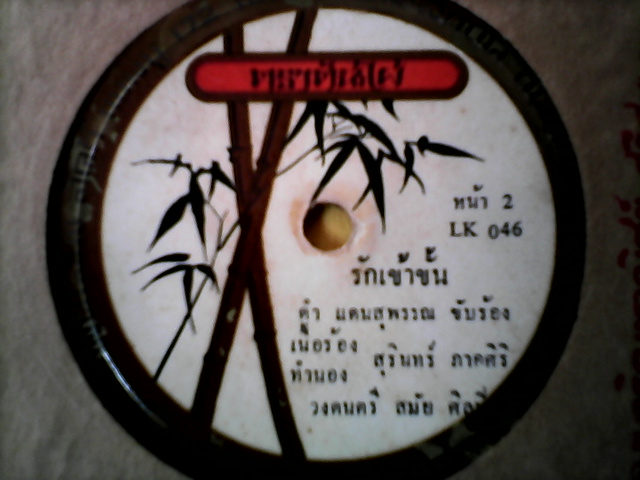 หน้า 2
LK 046
รักเข้าขั้น
ดำ แดนสุพรรณ ขับร้อง
เนื้อร้อง
ทำนอง สุรินทร์ ภาคศิริ
วงดนตรี สมัย